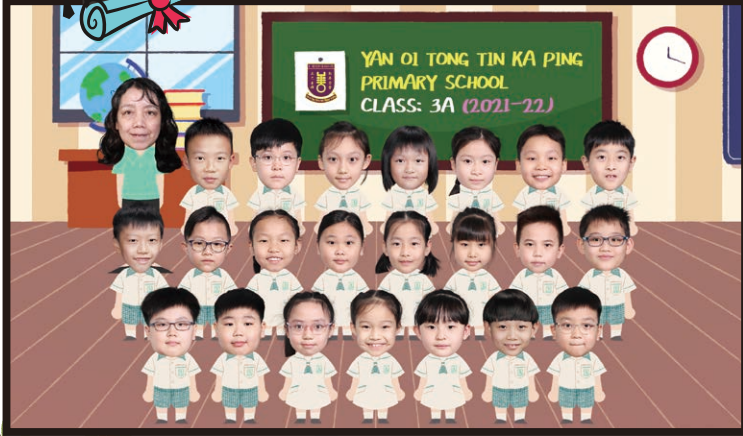 YAN OI TONG TIN KA PING
PRIMARY SCHOOL
CLASS: 3A (2021-22)